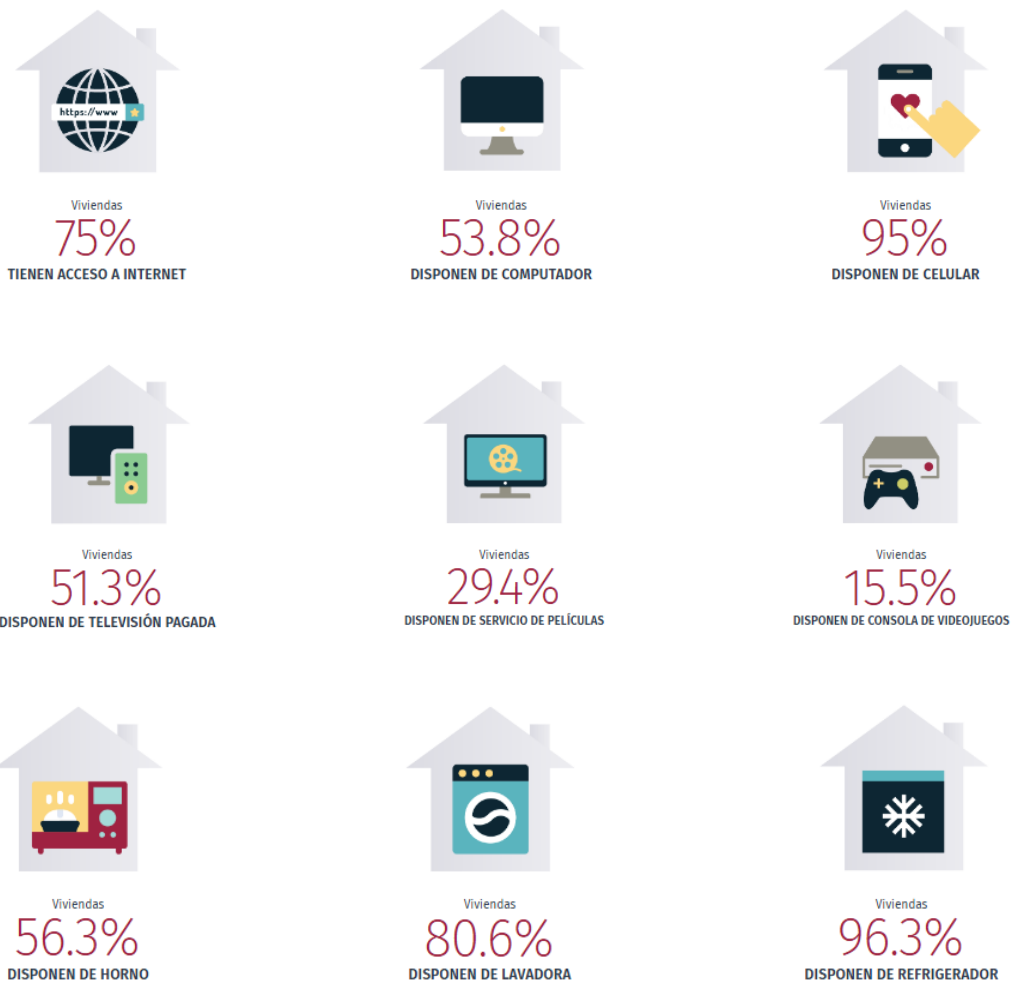 https://www
Viviendas
75%
TIENEN ACCESO A INTERNET
Viviendas
53.8%
DISPONEN DE COMPUTADOR
Viviendas
95%
DISPONEN DE CELULAR
Viviendas
51.3%
DISPONEN DE TELEVISIÓN PAGADA
Viviendas
29.4%
DISPONEN DE SERVICIO DE PELÍCULAS
Viviendas
15.5%
DISPONEN DE CONSOLA DE VIDEOJUEGOS
Viviendas
56.3%
DISPONEN DE HORNO
Viviendas
80.6%
DISPONEN DE LAVADORA
Viviendas
96.3%
DISPONEN DE REFRIGERADOR